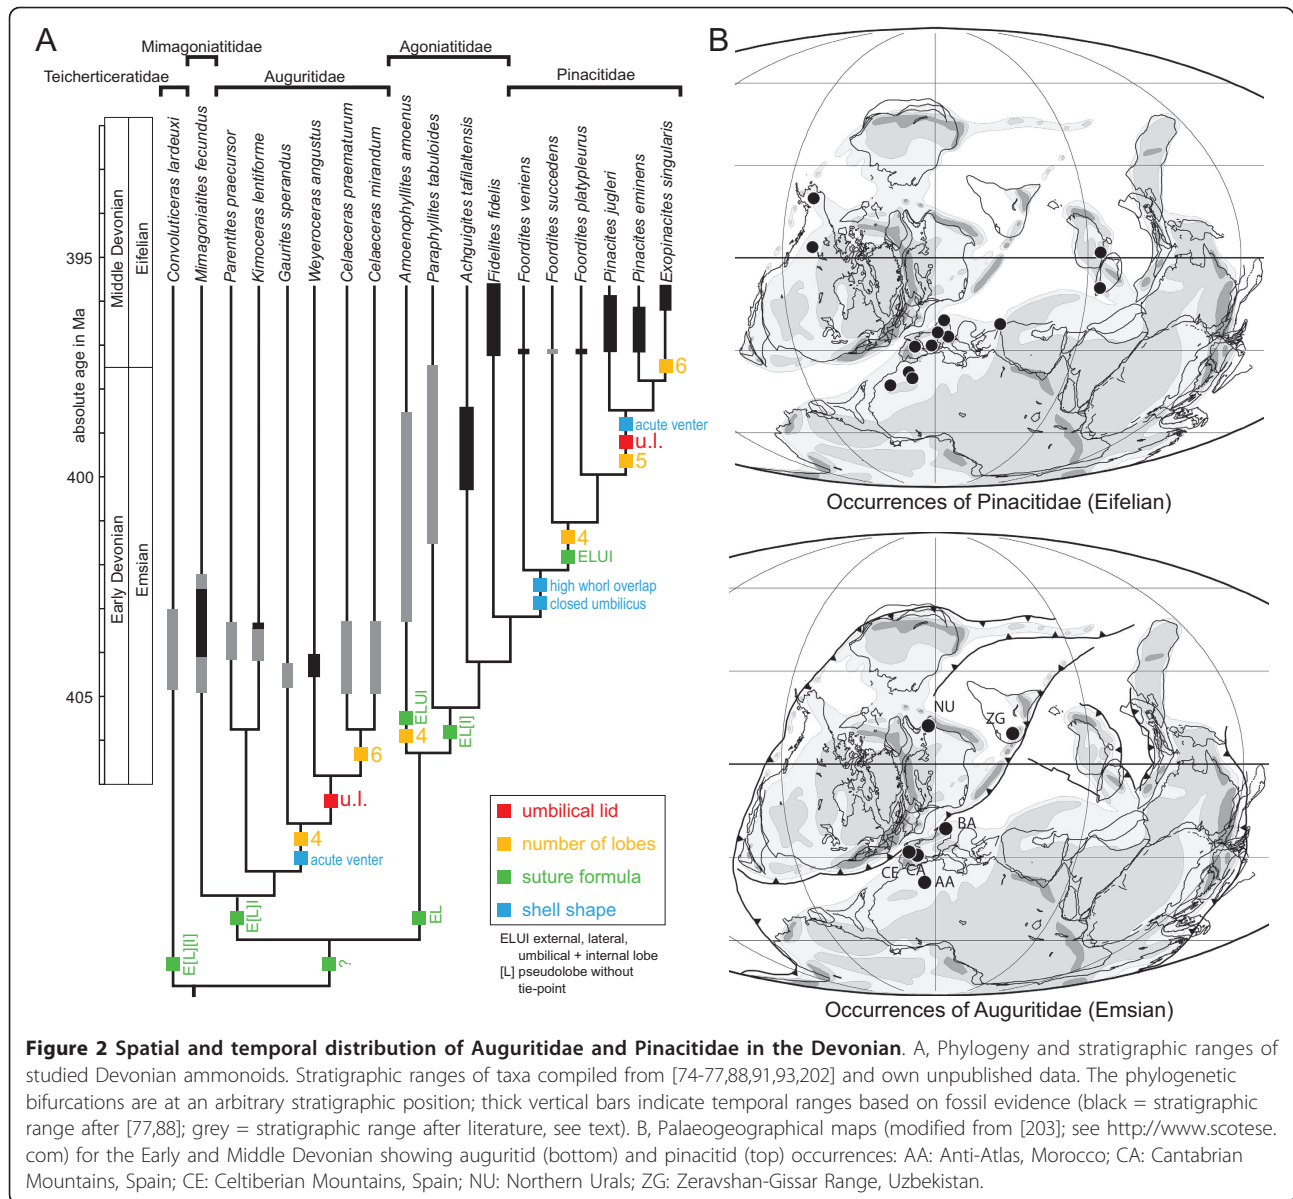 A
Mimagoniatitidae
Agoniatitidae
Teicherticeratidae
Auguritidae
Pinacitidae
Convoluticeras lardeuxi
Mimagoniatites fecundus
Parentites praecursor
Kimoceras lentiforme
Gaurites sperandus
Weyeroceras angustus
Celaeceras praematurum
Celaeceras mirandum
Amoenophyllites amoenus
Paraphyllites tabuloides
Achguigites tafilaltensis
Fidelites fidelis
Foordites veniens
Foordites succedens
Foordites platypleurus
Pinacites jugleri
Pinacites eminens
Exopinacites singularis
absolute age in Ma
Middle Devonian
Eifelian
Early Devonian
Emsian
395
400
405
6
acute venter
u.l.
5
4
ELUI
high whorl overlap
closed umbilicus
ELUI
4
EL[I]
6
u.l.
4
acute venter
E[L]I
EL
E[L][I]
?
umbilical lid
number of lobes
suture formula
shell shape
ELUI external, lateral,
umbilical + internal lobe
[L] pseudolobe without
tie-point
B
Occurrences of Pinacitidae (Eifelian)
NU
ZG
BA
CE
CA
AA
Occurrences of Auguritidae (Emsian)
Figure 2 Spatial and temporal distribution of Auguritidae and Pinacitidae in the Devonian. A, Phylogeny and stratigraphic ranges of
studied Devonian ammonoids. Stratigraphic ranges of taxa compiled from [74-77,88,91,93,202] and own unpublished data. The phylogenetic
bifurcations are at an arbitrary stratigraphic position; thick vertical bars indicate temporal ranges based on fossil evidence (black = stratigraphic
range after [77,88]; grey = stratigraphic range after literature, see text). B, Palaeogeographical maps (modified from [203]; see http://www.scotese.
com) for the Early and Middle Devonian showing auguritid (bottom) and pinacitid (top) occurrences: AA: Anti-Atlas, Morocco; CA: Cantabrian
Mountains, Spain; CE: Celtiberian Mountains, Spain; NU: Northern Urals; ZG: Zeravshan-Gissar Range, Uzbekistan.